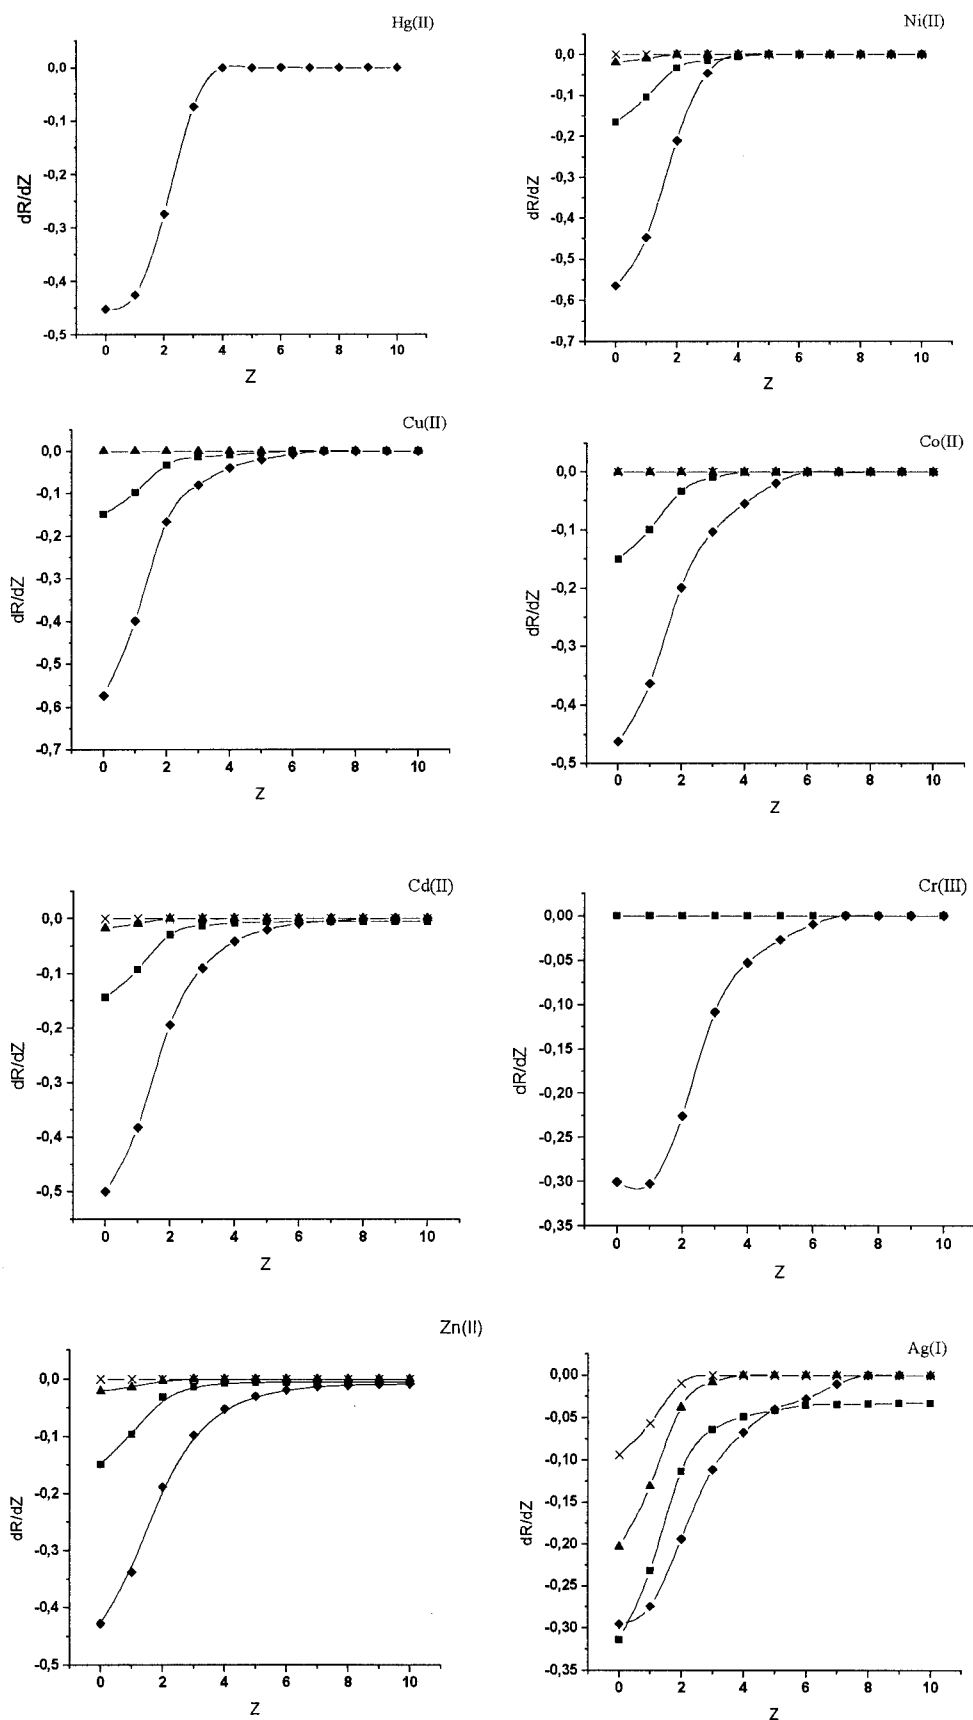 Hg(II)
0,0
-0,1
-0,2
-0,3
-0,4
-0,5
dR/dZ
0 2 4 6 8 10
Z
Ni(II)
0,0
-0,1
-0,2
-0,3
-0,4
-0,5
-0,6
-0,7
dR/dZ
0 2 4 6 8 10
Z
Cu(II)
0,0
-0,1
-0,2
-0,3
-0,4
-0,5
-0,6
-0,7
dR/dZ
0 2 4 6 8 10
Z
Co(II)
0,0
-0,1
-0,2
-0,3
-0,4
-0,5
dR/dZ
0 2 4 6 8 10
Z
Cd(II)
0,0
-0,1
-0,2
-0,3
-0,4
-0,5
dR/dZ
0 2 4 6 8 10
Z
Cr(III)
0,00
-0,05
-0,10
-0,15
-0,20
-0,25
-0,30
-0,35
dR/dZ
0 2 4 6 8 10
Z
Zn(II)
0,0
-0,1
-0,2
-0,3
-0,4
-0,5
dR/dZ
0 2 4 6 8 10
Z
Ag(I)
0,00
-0,05
-0,10
-0,15
-0,20
-0,25
-0,30
-0,35
dR/dZ
0 2 4 6 8 10
Z